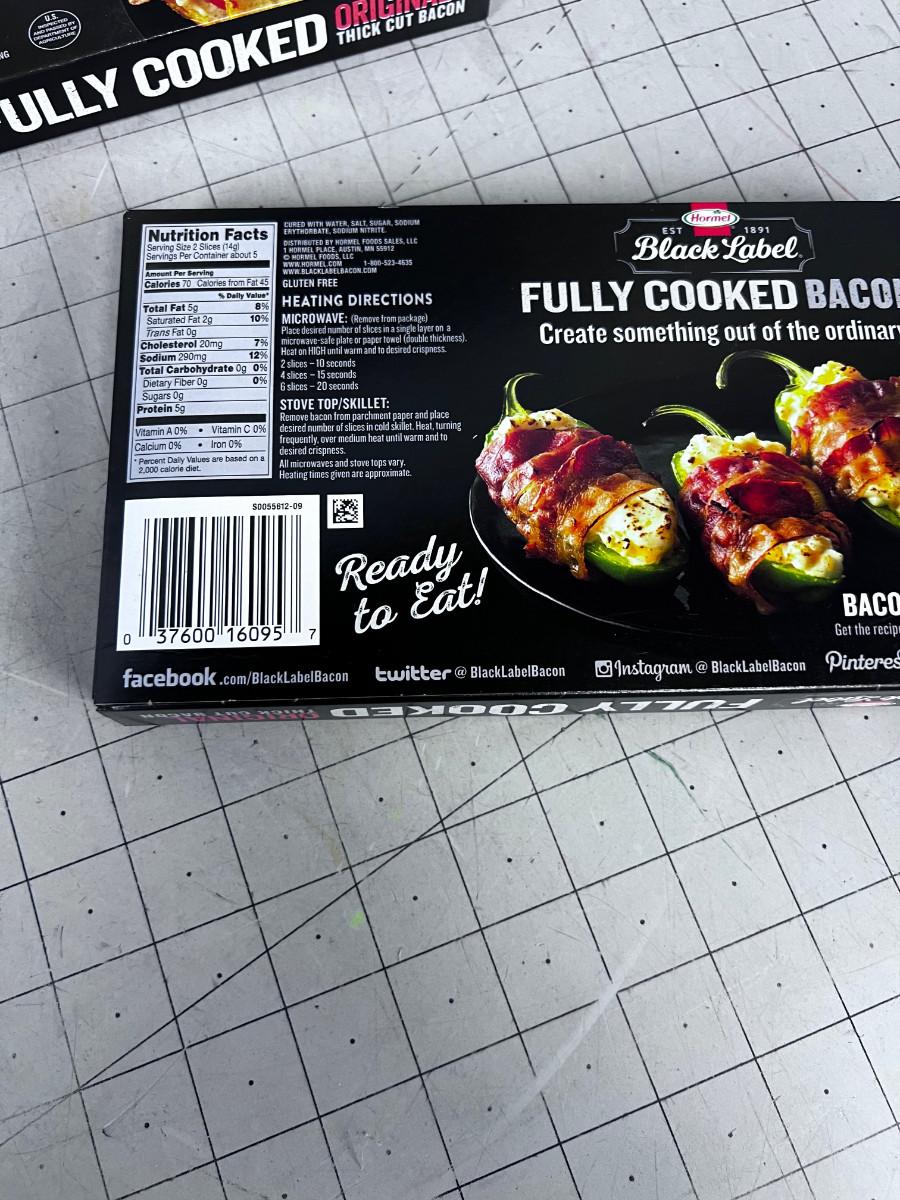 U.S.
INSPECTED
AND PASSED BY
DEPARTMENT OF
AGRICULTURE
NG
FULLY COOKED
ORIGINAL
THICK CUT BACON
Nutrition Facts
Serving Size 2 Slices (14g)
Servings Per Container about 5
Amount Per Serving
Calories 70 Calories from Fat 45
% Daily Value*
Total Fat 5g 8%
Saturated Fat 2g 10%
Trans Fat 0g
Cholesterol 20mg 7%
Sodium 290mg 12%
Total Carbohydrate 0g 0%
Dietary Fiber 0g 0%
Sugars 0g
Protein 5g
Vitamin A 0% • Vitamin C 0%
Calcium 0% • Iron 0%
* Percent Daily Values are based on a
2,000 calorie diet.
CURED WITH WATER, SALT, SUGAR, SODIUM
ERYTHORBATE, SODIUM NITRITE.
DISTRIBUTED BY HORMEL FOODS SALES, LLC
1 HORMEL PLACE, AUSTIN, MN 55912
© HORMEL FOODS, LLC
WWW.HORMEL.COM 1-800-523-4635
WWW.BLACKLABELBACON.COM
GLUTEN FREE
HEATING DIRECTIONS
MICROWAVE: (Remove from package)
Place desired number of slices in a single layer on a
microwave-safe plate or paper towel (double thickness).
Heat on HIGH until warm and to desired crispness.
2 slices – 10 seconds
4 slices – 15 seconds
6 slices – 20 seconds
STOVE TOP/SKILLET:
Remove bacon from parchment paper and place
desired number of slices in cold skillet. Heat, turning
frequently, over medium heat until warm and to
desired crispness.
All microwaves and stove tops vary.
Heating times given are approximate.
S0055612-09
0 37600 16095 7
Ready
to Eat!
Hormel
EST 1891
Black Label
FULLY COOKED BACON
Create something out of the ordinary
BACO
Get the recipe
facebook.com/BlackLabelBacon
twitter @ BlackLabelBacon
Instagram @ BlackLabelBacon
Pinteres
FULLY COOKED
ORIGINAL
THICK CUT BACON